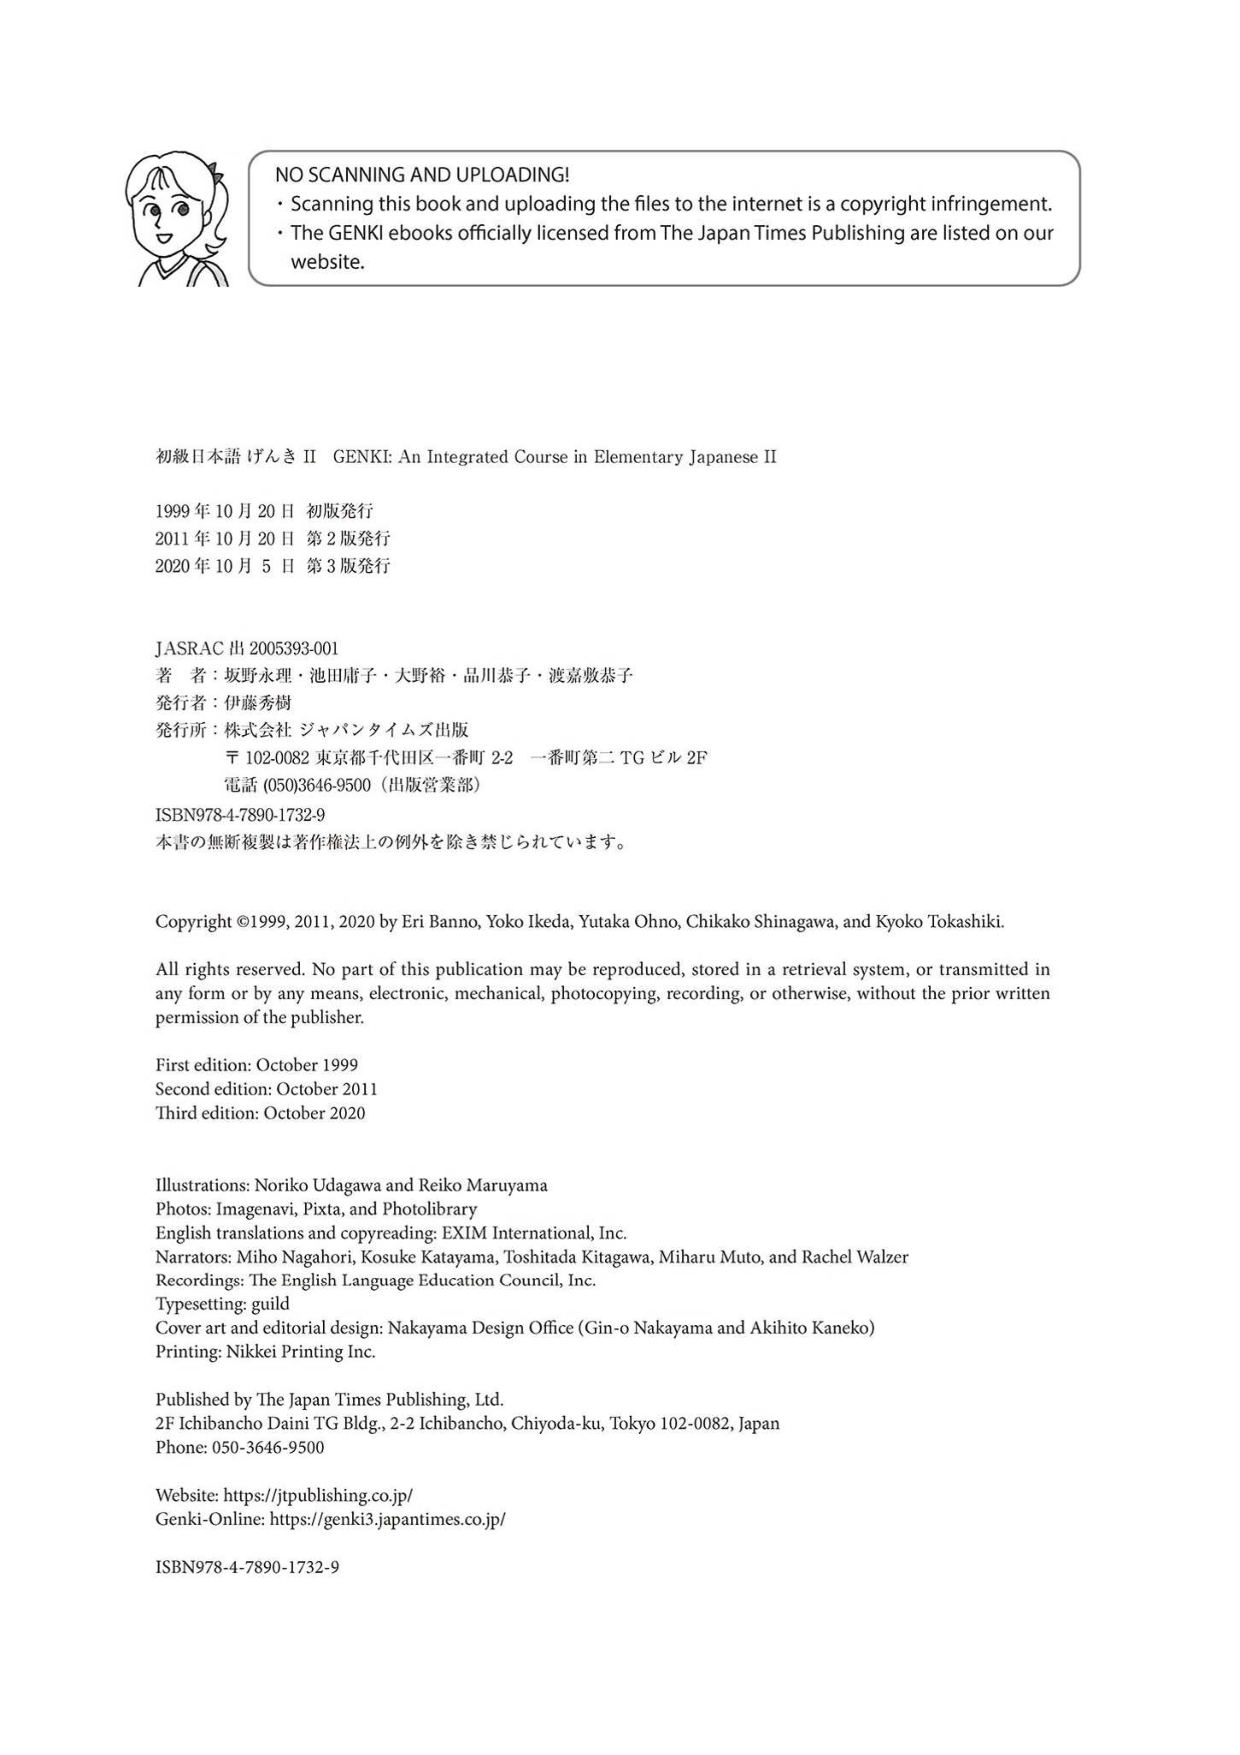 NO SCANNING AND UPLOADING!
・Scanning this book and uploading the files to the internet is a copyright infringement.
・The GENKI ebooks officially licensed from The Japan Times Publishing are listed on our
website.
初級日本語 げんき II　GENKI: An Integrated Course in Elementary Japanese II
1999 年 10 月 20 日 初版発行
2011 年 10 月 20 日 第 2 版発行
2020 年 10 月 5 日 第 3 版発行
JASRAC 出 2005393-001
著　者：坂野永理・池田庸子・大野裕・品川恭子・渡嘉敷恭子
発行者：伊藤秀樹
発行所：株式会社 ジャパンタイムズ出版
〒 102-0082 東京都千代田区一番町 2-2　一番町第二 TG ビル 2F
電話 (050)3646-9500（出版営業部）
ISBN978-4-7890-1732-9
本書の無断複製は著作権法上の例外を除き禁じられています。
Copyright ©1999, 2011, 2020 by Eri Banno, Yoko Ikeda, Yutaka Ohno, Chikako Shinagawa, and Kyoko Tokashiki.
All rights reserved. No part of this publication may be reproduced, stored in a retrieval system, or transmitted in
any form or by any means, electronic, mechanical, photocopying, recording, or otherwise, without the prior written
permission of the publisher.
First edition: October 1999
Second edition: October 2011
Third edition: October 2020
Illustrations: Noriko Udagawa and Reiko Maruyama
Photos: Imagenavi, Pixta, and Photolibrary
English translations and copyreading: EXIM International, Inc.
Narrators: Miho Nagahori, Kosuke Katayama, Toshitada Kitagawa, Miharu Muto, and Rachel Walzer
Recordings: The English Language Education Council, Inc.
Typesetting: guild
Cover art and editorial design: Nakayama Design Office (Gin-o Nakayama and Akihito Kaneko)
Printing: Nikkei Printing Inc.
Published by The Japan Times Publishing, Ltd.
2F Ichibancho Daini TG Bldg., 2-2 Ichibancho, Chiyoda-ku, Tokyo 102-0082, Japan
Phone: 050-3646-9500
Website: https://jtpublishing.co.jp/
Genki-Online: https://genki3.japantimes.co.jp/
ISBN978-4-7890-1732-9